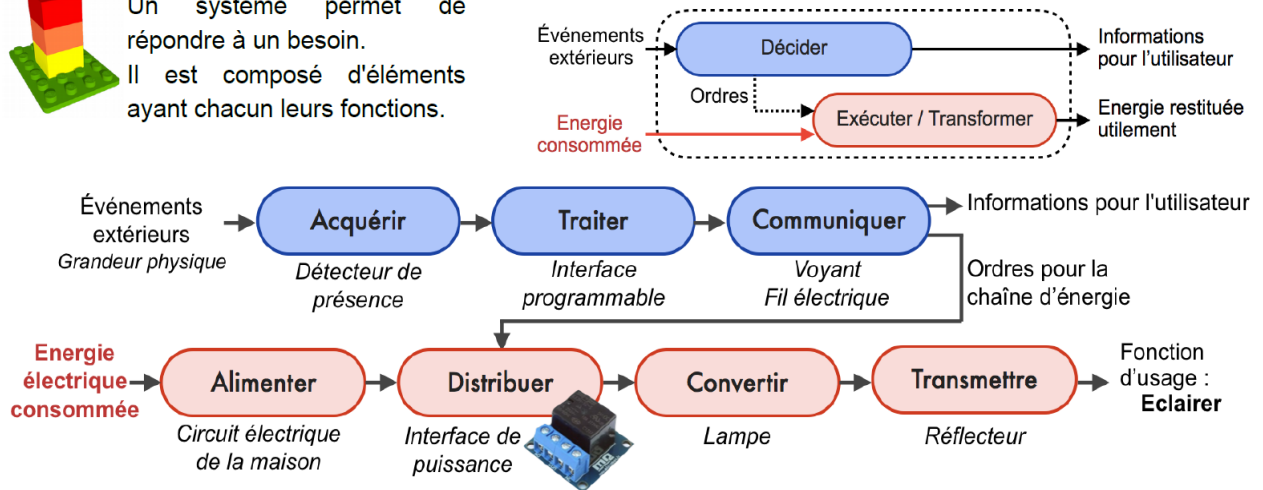 Un système permet de
répondre à un besoin.
Il est composé d'éléments
ayant chacun leurs fonctions.
Événements
extérieurs
Décider
Informations
pour l'utilisateur
Ordres
Energie
consommée
Exécuter / Transformer
Energie restituée
utilement
Événements
extérieurs
Grandeur physique
Acquérir
Détecteur de
présence
Traiter
Interface
programmable
Communiquer
Voyant
Fil électrique
Informations pour l'utilisateur
Ordres pour la
chaîne d'énergie
Energie
électrique
consommée
Alimenter
Circuit électrique
de la maison
Distribuer
Interface de
puissance
Convertir
Lampe
Transmettre
Réflecteur
Fonction
d'usage :
Eclairer